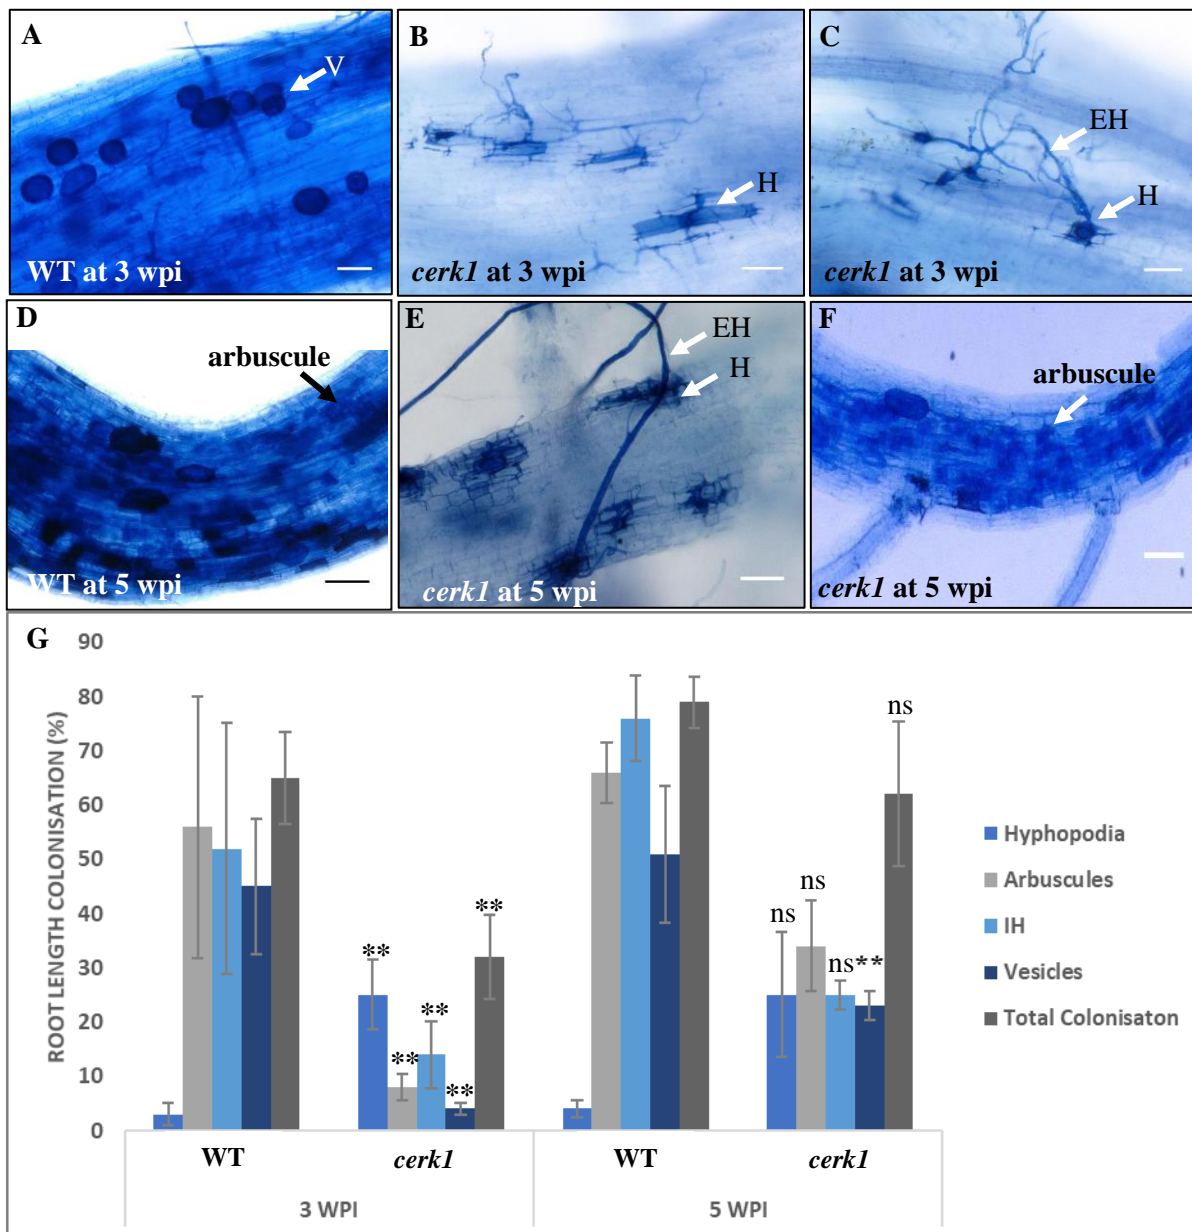 A
V
WT at 3 wpi
B
H
cerk1 at 3 wpi
C
EH
H
cerk1 at 3 wpi
D
arbuscule
WT at 5 wpi
E
EH
H
cerk1 at 5 wpi
F
arbuscule
cerk1 at 5 wpi
G
ROOT LENGTH COLONISATION (%)
90
80
70
60
50
40
30
20
10
0
** ** ** ** **
ns ns ns** ns
WT cerk1 WT cerk1
3 WPI 5 WPI
Hyphopodia
Arbuscules
IH
Vesicles
Total Colonisaton